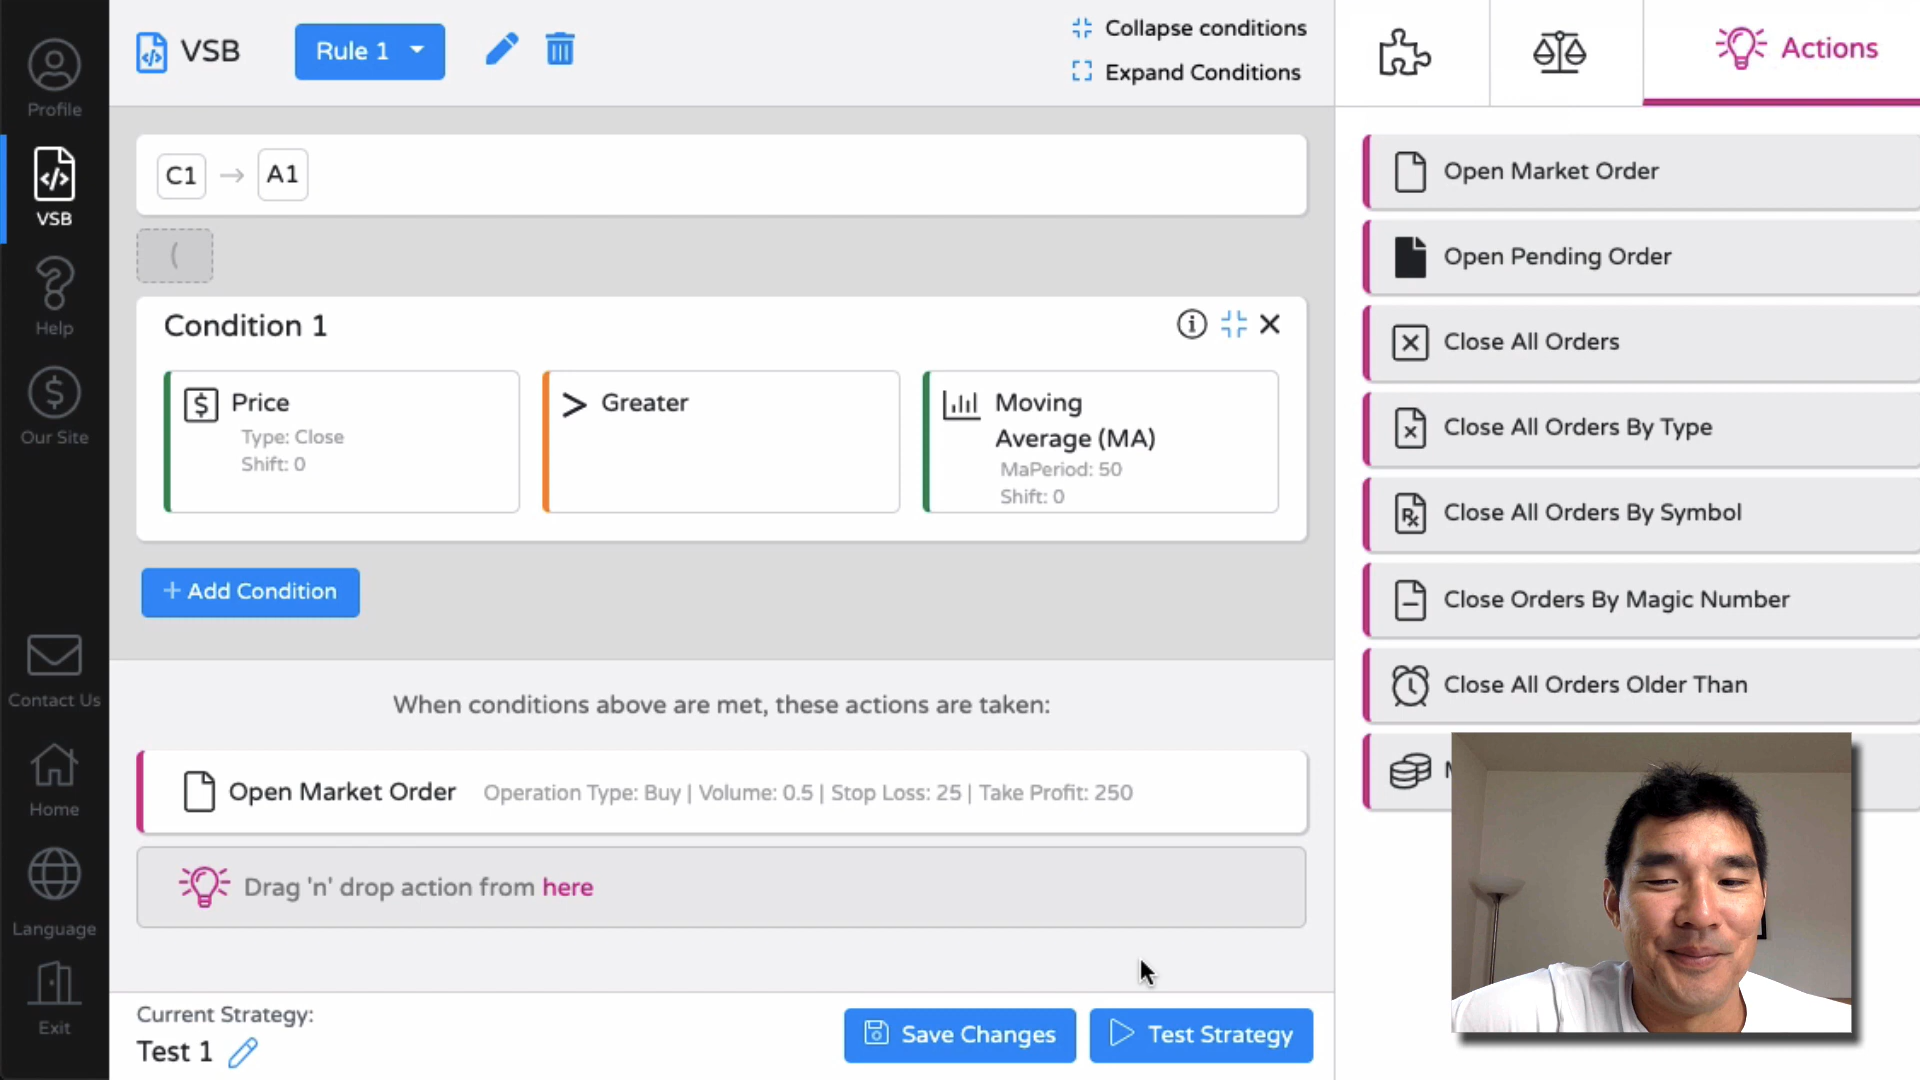 Profile
VSB
Help
Our Site
Contact Us
Home
Language
Exit
VSB
Rule 1
Collapse conditions
Expand Conditions
C1 → A1
(
Condition 1
Price
Type: Close
Shift: 0
> Greater
Moving
Average (MA)
MaPeriod: 50
Shift: 0
+ Add Condition
When conditions above are met, these actions are taken:
Open Market Order Operation Type: Buy | Volume: 0.5 | Stop Loss: 25 | Take Profit: 250
Drag 'n' drop action from here
Current Strategy:
Test 1
Save Changes
Test Strategy
Actions
Open Market Order
Open Pending Order
Close All Orders
Close All Orders By Type
Close All Orders By Symbol
Close Orders By Magic Number
Close All Orders Older Than